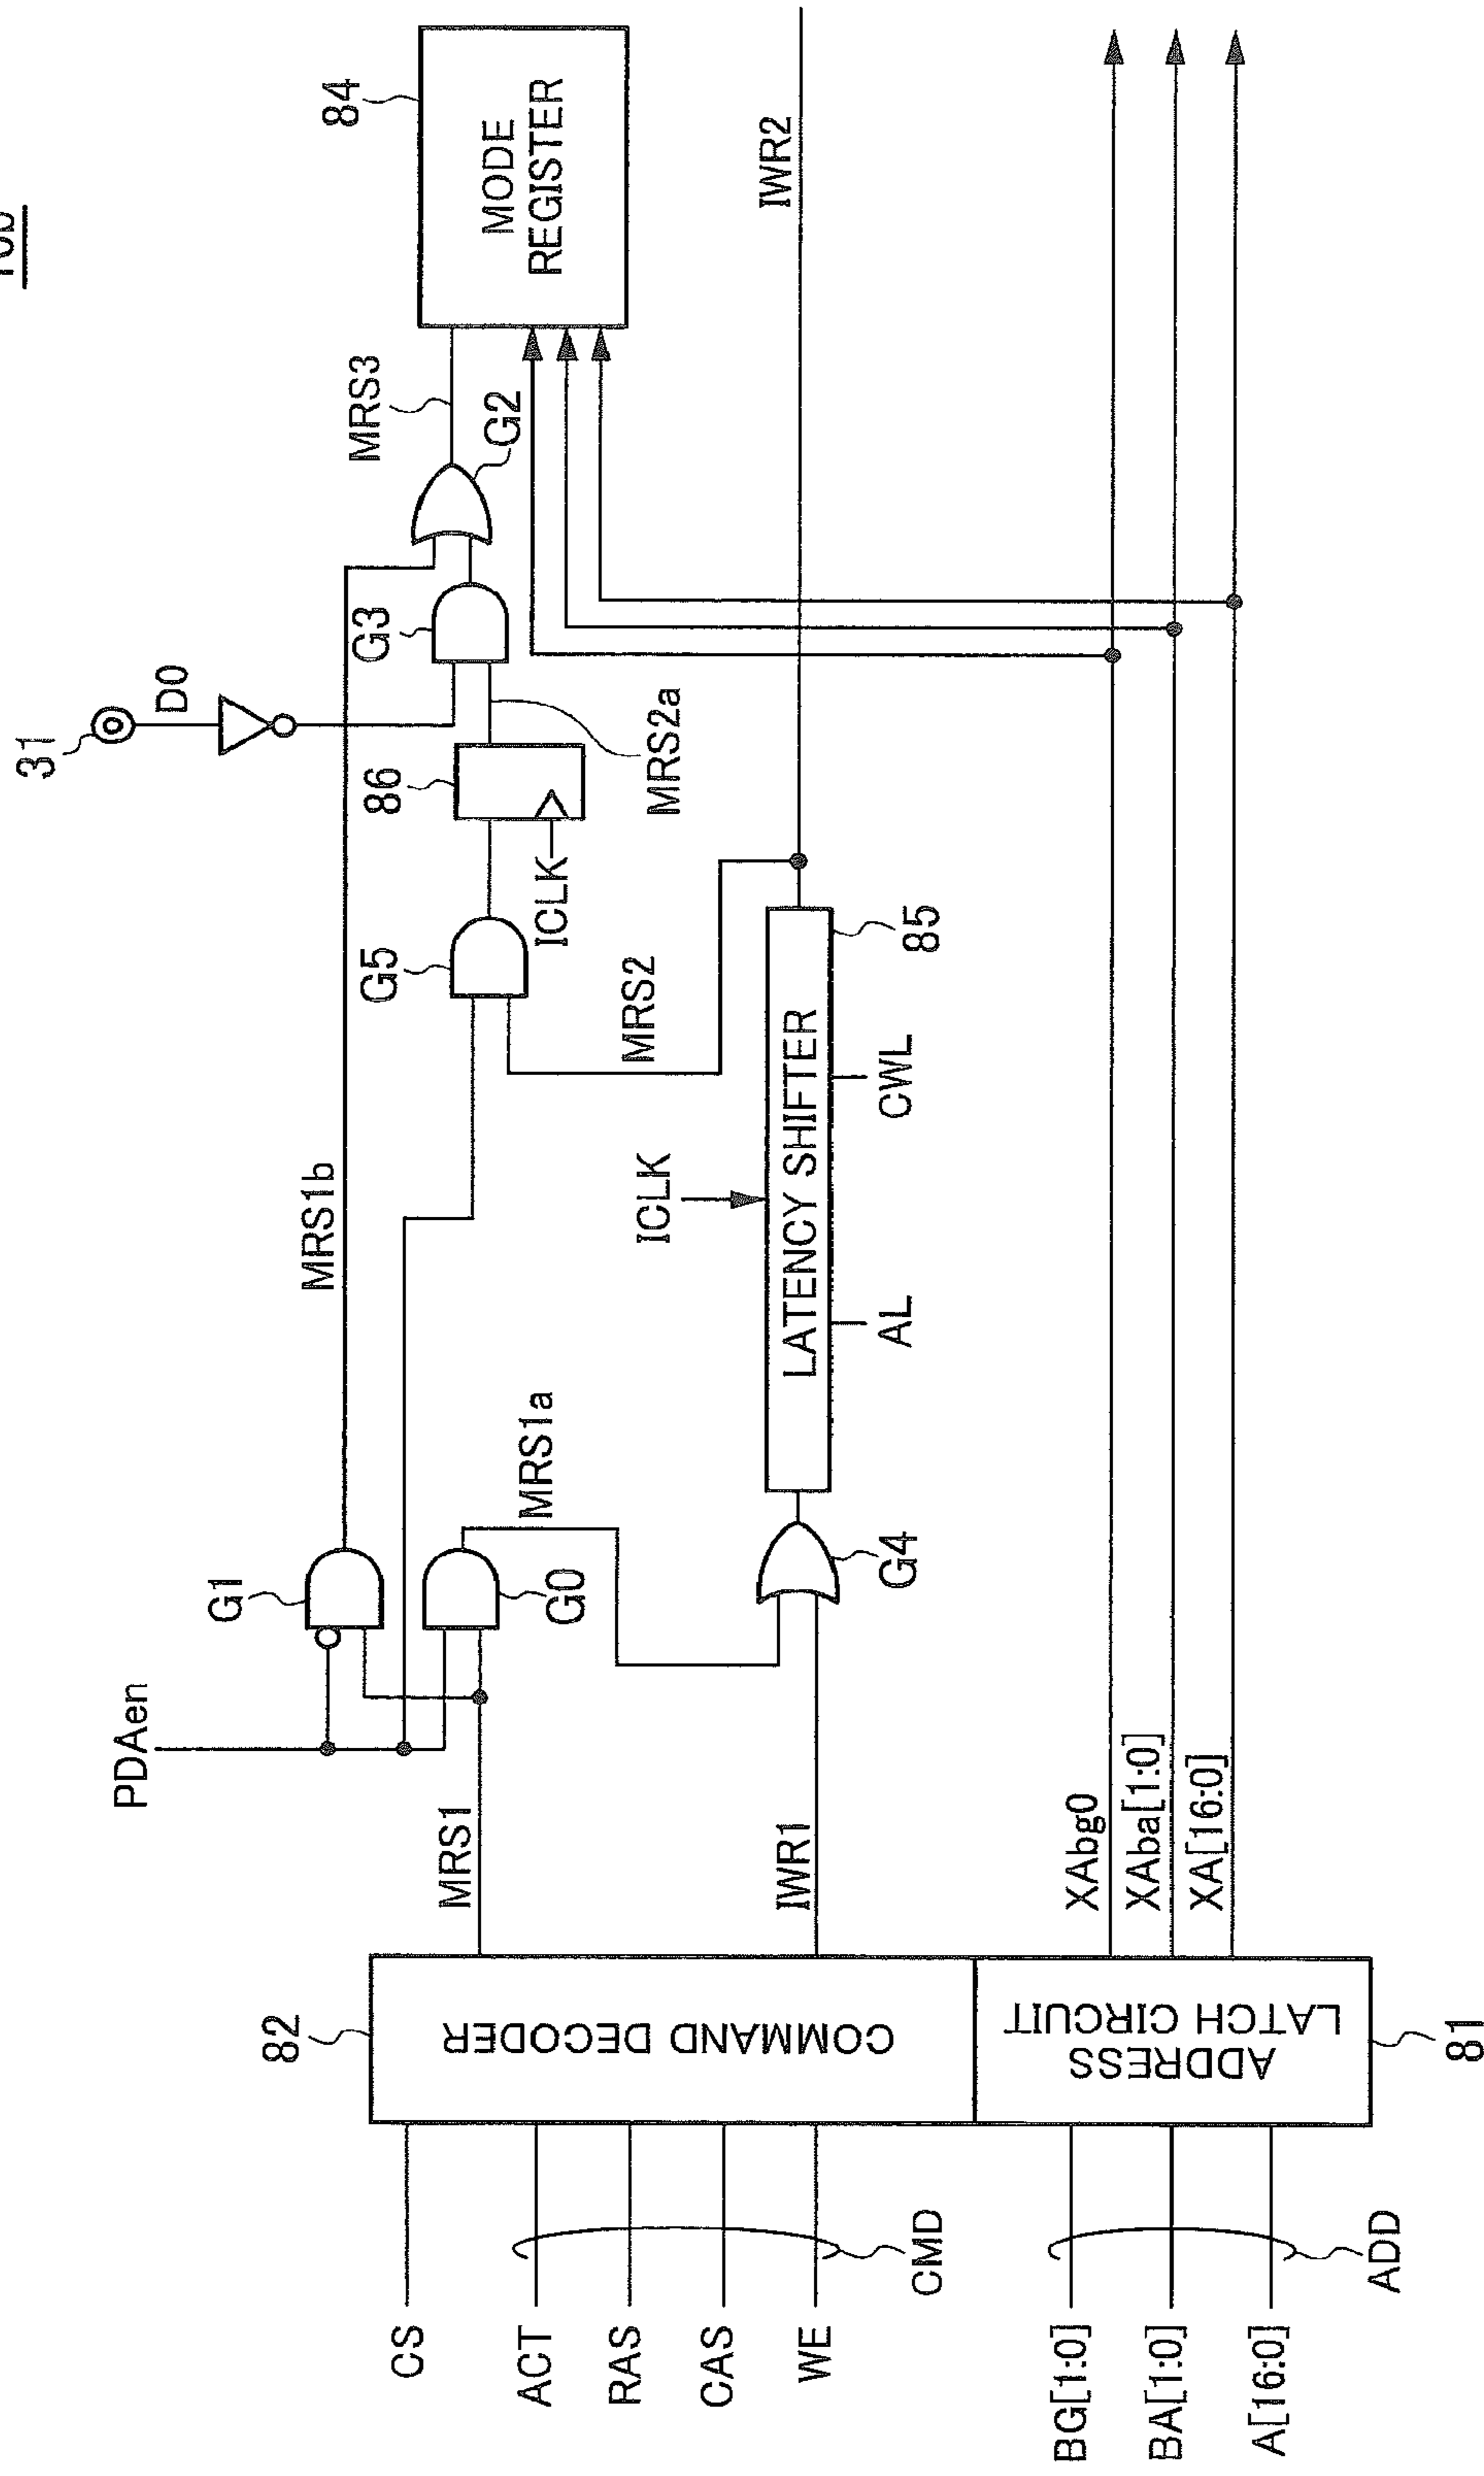 31
D0
84
MODE
REGISTER
MRS3
G2
G3
86
ICLK
MRS2a
G5
MRS2
IWR2
MRS1b
ICLK
LATENCY SHIFTER
85
AL
CWL
PDAen
G1
G0
MRS1a
G4
MRS1
IWR1
XAbg0
XAba[1:0]
XA[16:0]
82
COMMAND DECODER
ADDRESS
LATCH CIRCUIT
81
CS
ACT
RAS
CAS
WE
CMD
BG[1:0]
BA[1:0]
A[16:0]
ADD